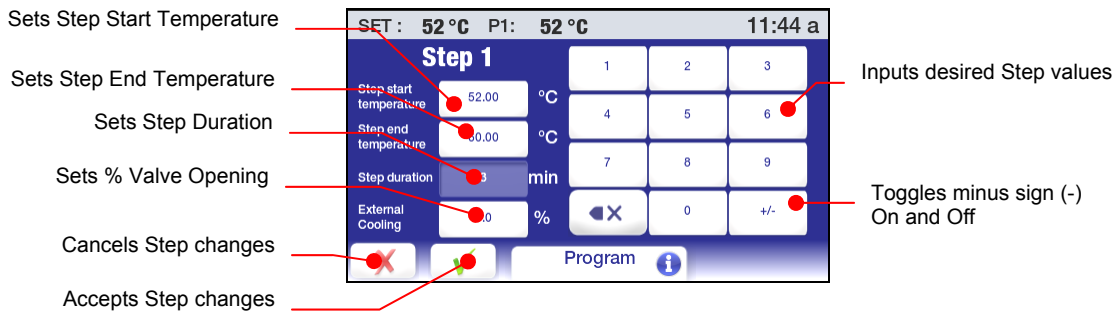 Sets Step Start Temperature
Sets Step End Temperature
Sets Step Duration
Sets % Valve Opening
Cancels Step changes
Accepts Step changes
SET : 52 °C P1: 52 °C 11:44 a
Step 1
Step start
temperature
52.00 °C
Step end
temperature
.00 °C
Step duration
3 min
External
Cooling
.0 %
1 2 3
4 5 6
7 8 9
0 +/-
Program
Inputs desired Step values
Toggles minus sign (-)
On and Off